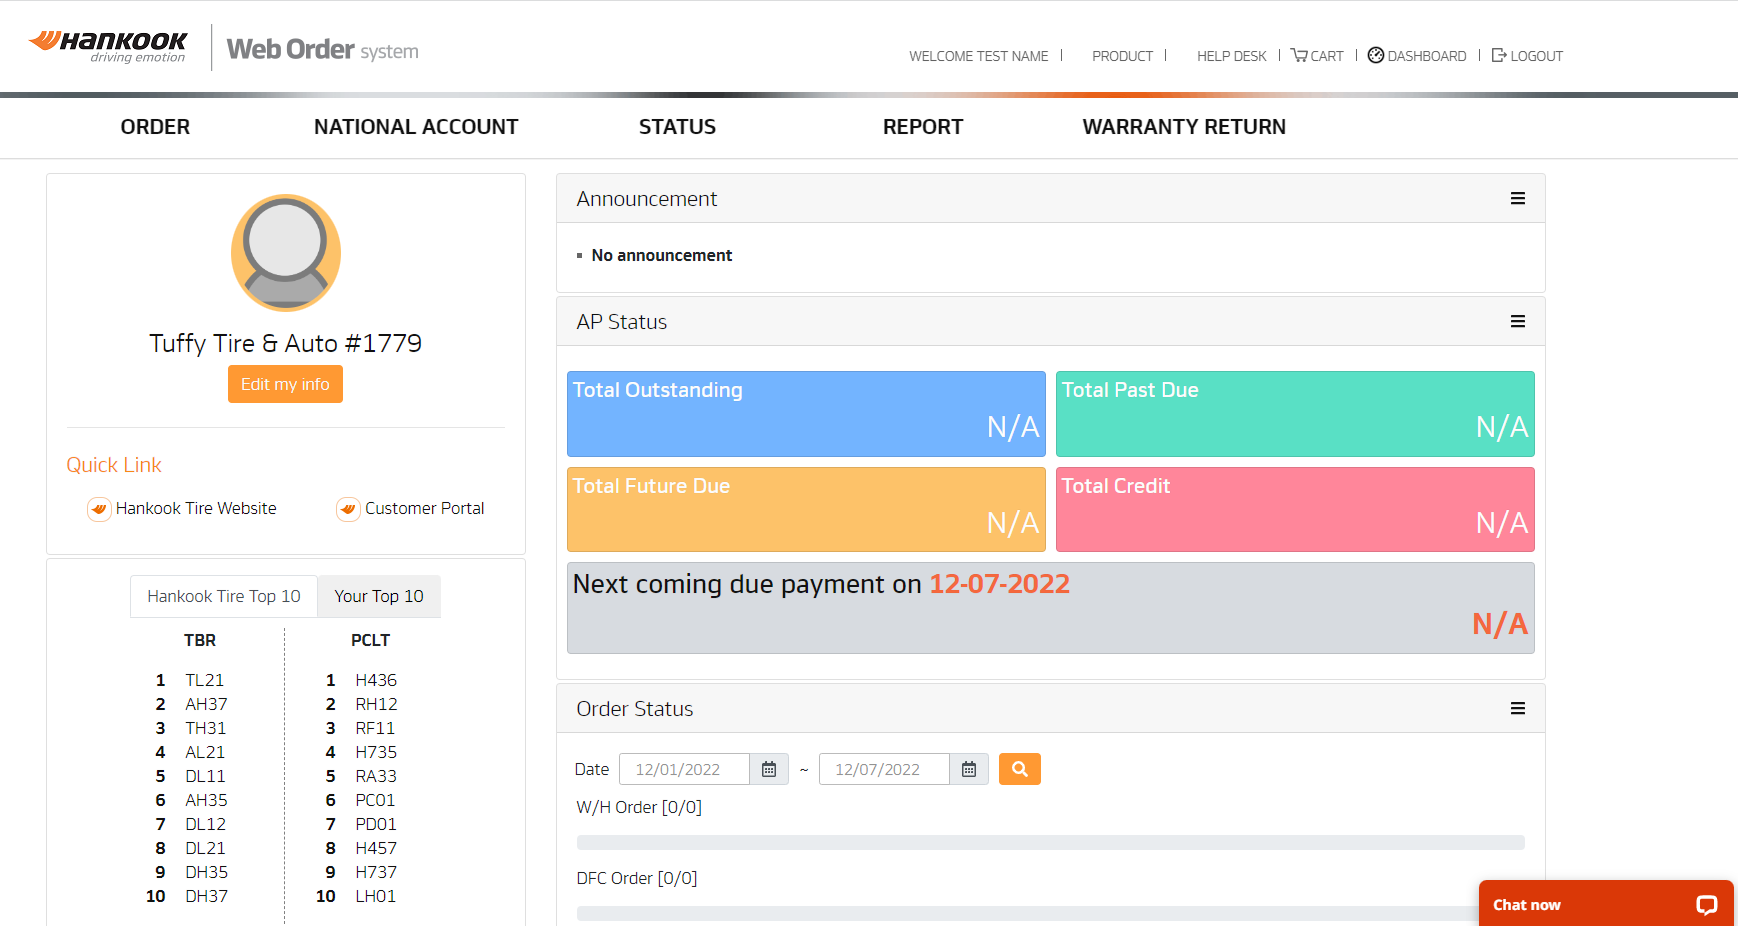 HANKOOK
driving emotion
Web Order system
WELCOME TEST NAME
PRODUCT
HELP DESK
CART
DASHBOARD
LOGOUT
ORDER
NATIONAL ACCOUNT
STATUS
REPORT
WARRANTY RETURN
Tuffy Tire & Auto #1779
Edit my info
Quick Link
Hankook Tire Website
Customer Portal
Hankook Tire Top 10
Your Top 10
TBR
1 TL21
2 AH37
3 TH31
4 AL21
5 DL11
6 AH35
7 DL12
8 DL21
9 DH35
10 DH37
PCLT
1 H436
2 RH12
3 RF11
4 H735
5 RA33
6 PC01
7 PD01
8 H457
9 H737
10 LH01
Announcement
No announcement
AP Status
Total Outstanding
N/A
Total Past Due
N/A
Total Future Due
N/A
Total Credit
N/A
Next coming due payment on 12-07-2022
N/A
Order Status
Date 12/01/2022 ~ 12/07/2022
W/H Order [0/0]
DFC Order [0/0]
Chat now